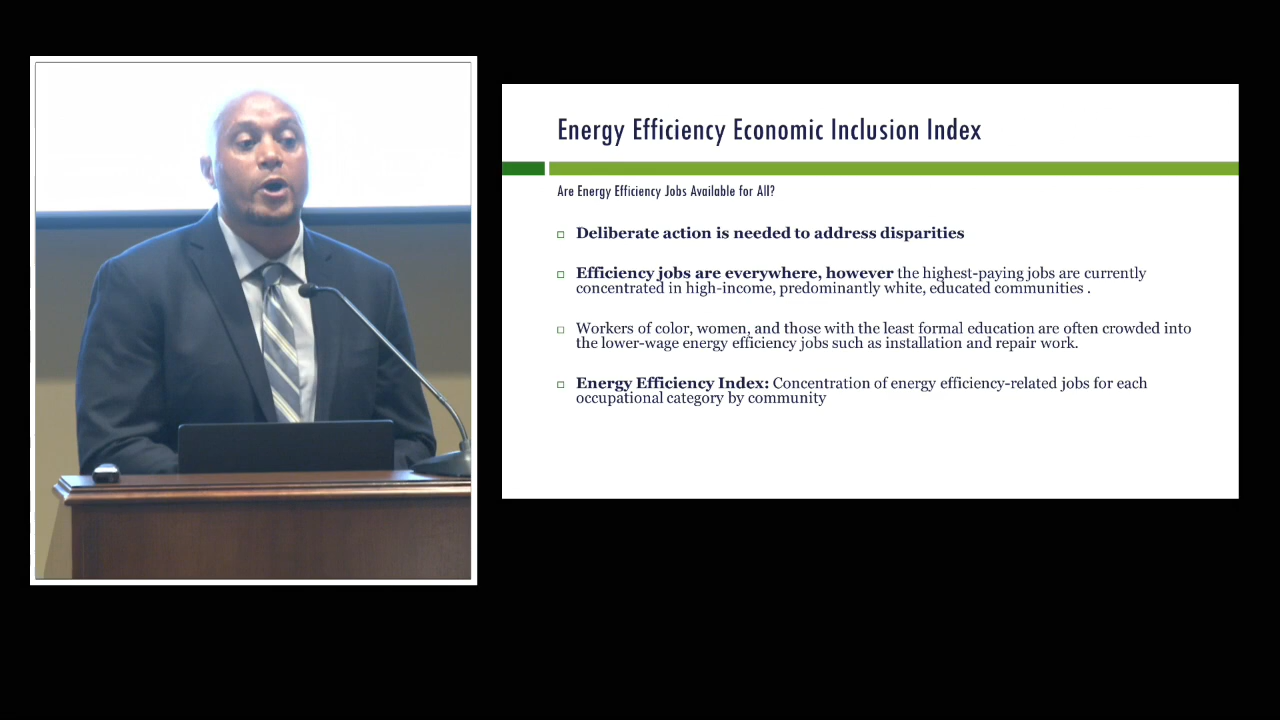 Energy Efficiency Economic Inclusion Index
Are Energy Efficiency Jobs Available for All?
Deliberate action is needed to address disparities
Efficiency jobs are everywhere, however the highest-paying jobs are currently
concentrated in high-income, predominantly white, educated communities .
Workers of color, women, and those with the least formal education are often crowded into
the lower-wage energy efficiency jobs such as installation and repair work.
Energy Efficiency Index: Concentration of energy efficiency-related jobs for each
occupational category by community